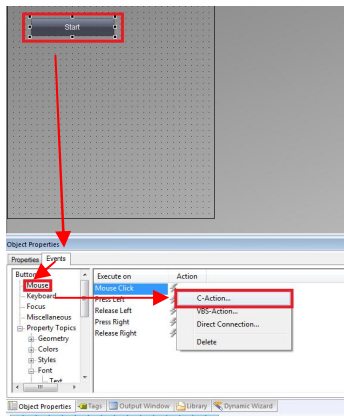 Start
Object Properties
Properties Events
Button
Execute on Action
Mouse
Mouse Click
Keyboard
Press Left
C-Action...
Focus
Release Left
VBS-Action...
Miscellaneous
Press Right
Direct Connection...
Property Topics
Release Right
Geometry
Delete
Colors
Styles
Font
Text
Object Properties Tags Output Window Library Dynamic Wizard